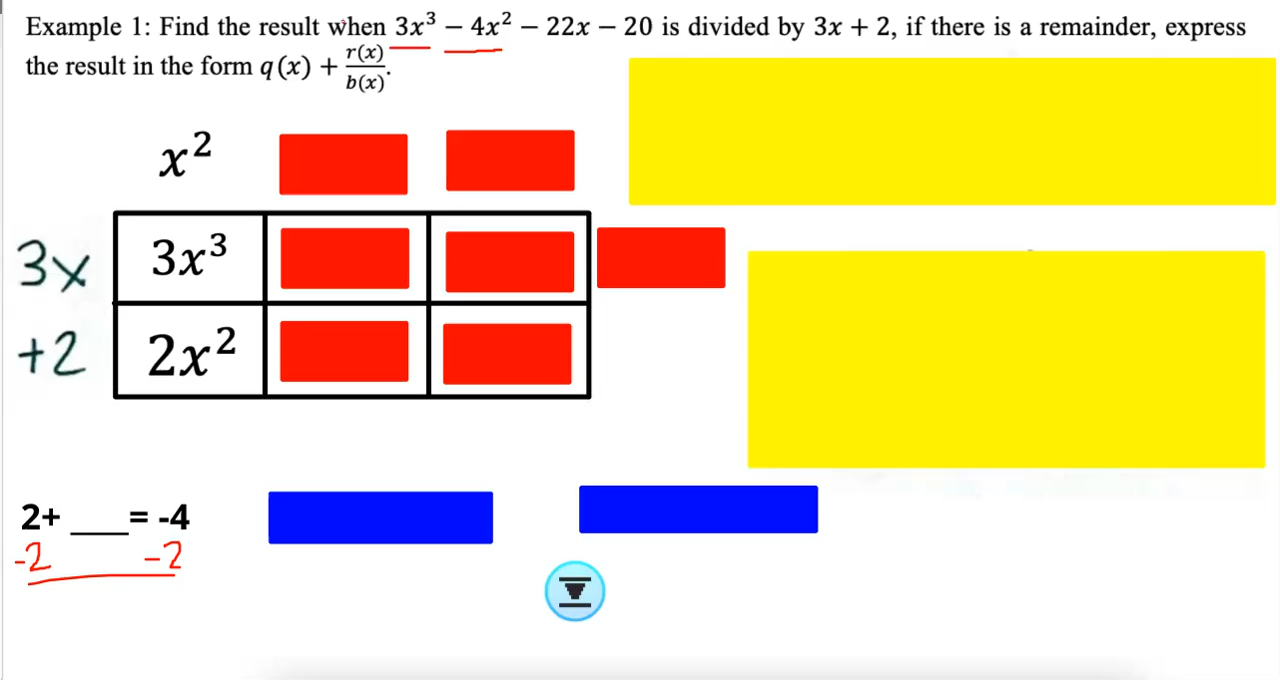 Example 1: Find the result when 3x³ − 4x² − 22x − 20 is divided by 3x + 2, if there is a remainder, express
the result in the form q(x) + r(x)/b(x).
x²
3x 3x³
+2 2x²
2+ ___ = -4
-2 -2